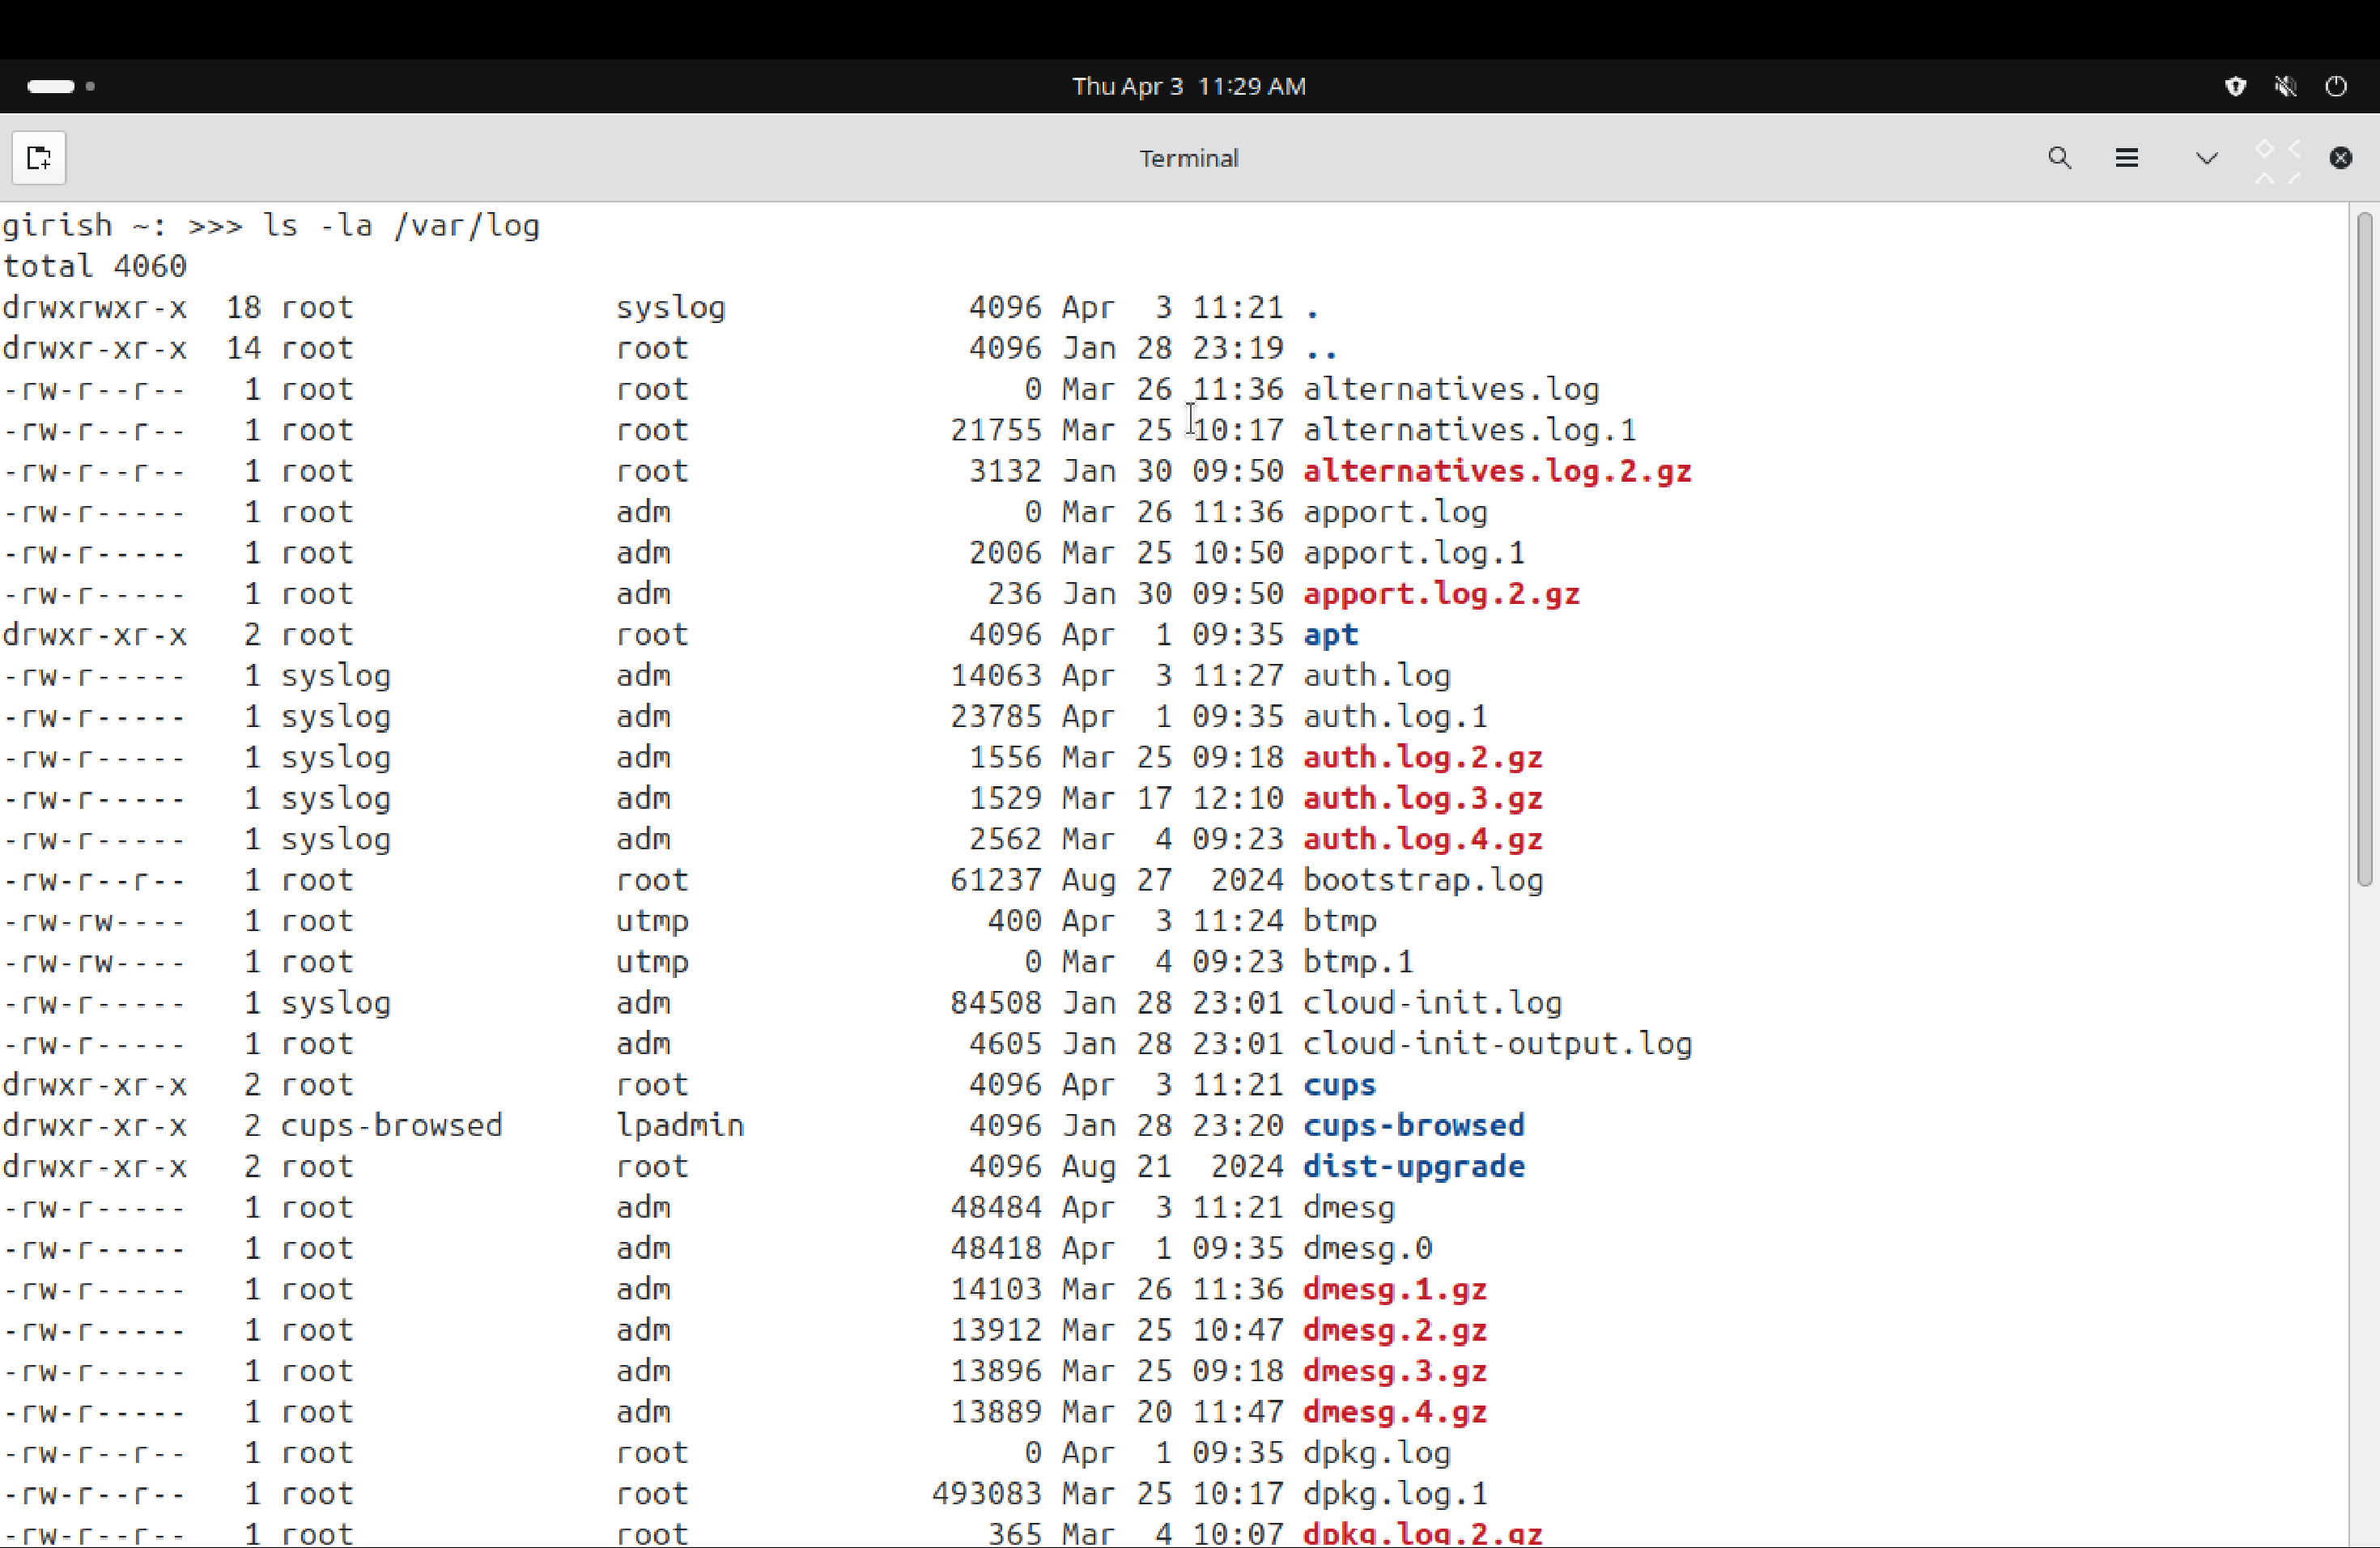 Thu Apr 3 11:29 AM
Terminal
girish ~: >>> ls -la /var/log
total 4060
drwxrwxr-x  18 root              syslog             4096 Apr  3 11:21 .
drwxr-xr-x  14 root              root               4096 Jan 28 23:19 ..
-rw-r--r--   1 root              root                  0 Mar 26 11:36 alternatives.log
-rw-r--r--   1 root              root              21755 Mar 25 10:17 alternatives.log.1
-rw-r--r--   1 root              root               3132 Jan 30 09:50 alternatives.log.2.gz
-rw-r-----   1 root              adm                   0 Mar 26 11:36 apport.log
-rw-r-----   1 root              adm                2006 Mar 25 10:50 apport.log.1
-rw-r-----   1 root              adm                 236 Jan 30 09:50 apport.log.2.gz
drwxr-xr-x   2 root              root               4096 Apr  1 09:35 apt
-rw-r-----   1 syslog            adm               14063 Apr  3 11:27 auth.log
-rw-r-----   1 syslog            adm               23785 Apr  1 09:35 auth.log.1
-rw-r-----   1 syslog            adm                1556 Mar 25 09:18 auth.log.2.gz
-rw-r-----   1 syslog            adm                1529 Mar 17 12:10 auth.log.3.gz
-rw-r-----   1 syslog            adm                2562 Mar  4 09:23 auth.log.4.gz
-rw-r--r--   1 root              root              61237 Aug 27  2024 bootstrap.log
-rw-rw----   1 root              utmp                400 Apr  3 11:24 btmp
-rw-rw----   1 root              utmp                  0 Mar  4 09:23 btmp.1
-rw-r-----   1 syslog            adm               84508 Jan 28 23:01 cloud-init.log
-rw-r-----   1 root              adm                4605 Jan 28 23:01 cloud-init-output.log
drwxr-xr-x   2 root              root               4096 Apr  3 11:21 cups
drwxr-xr-x   2 cups-browsed      lpadmin            4096 Jan 28 23:20 cups-browsed
drwxr-xr-x   2 root              root               4096 Aug 21  2024 dist-upgrade
-rw-r-----   1 root              adm               48484 Apr  3 11:21 dmesg
-rw-r-----   1 root              adm               48418 Apr  1 09:35 dmesg.0
-rw-r-----   1 root              adm               14103 Mar 26 11:36 dmesg.1.gz
-rw-r-----   1 root              adm               13912 Mar 25 10:47 dmesg.2.gz
-rw-r-----   1 root              adm               13896 Mar 25 09:18 dmesg.3.gz
-rw-r-----   1 root              adm               13889 Mar 20 11:47 dmesg.4.gz
-rw-r--r--   1 root              root                  0 Apr  1 09:35 dpkg.log
-rw-r--r--   1 root              root             493083 Mar 25 10:17 dpkg.log.1
-rw-r--r--   1 root              root                365 Mar  4 10:07 dpkg.log.2.gz